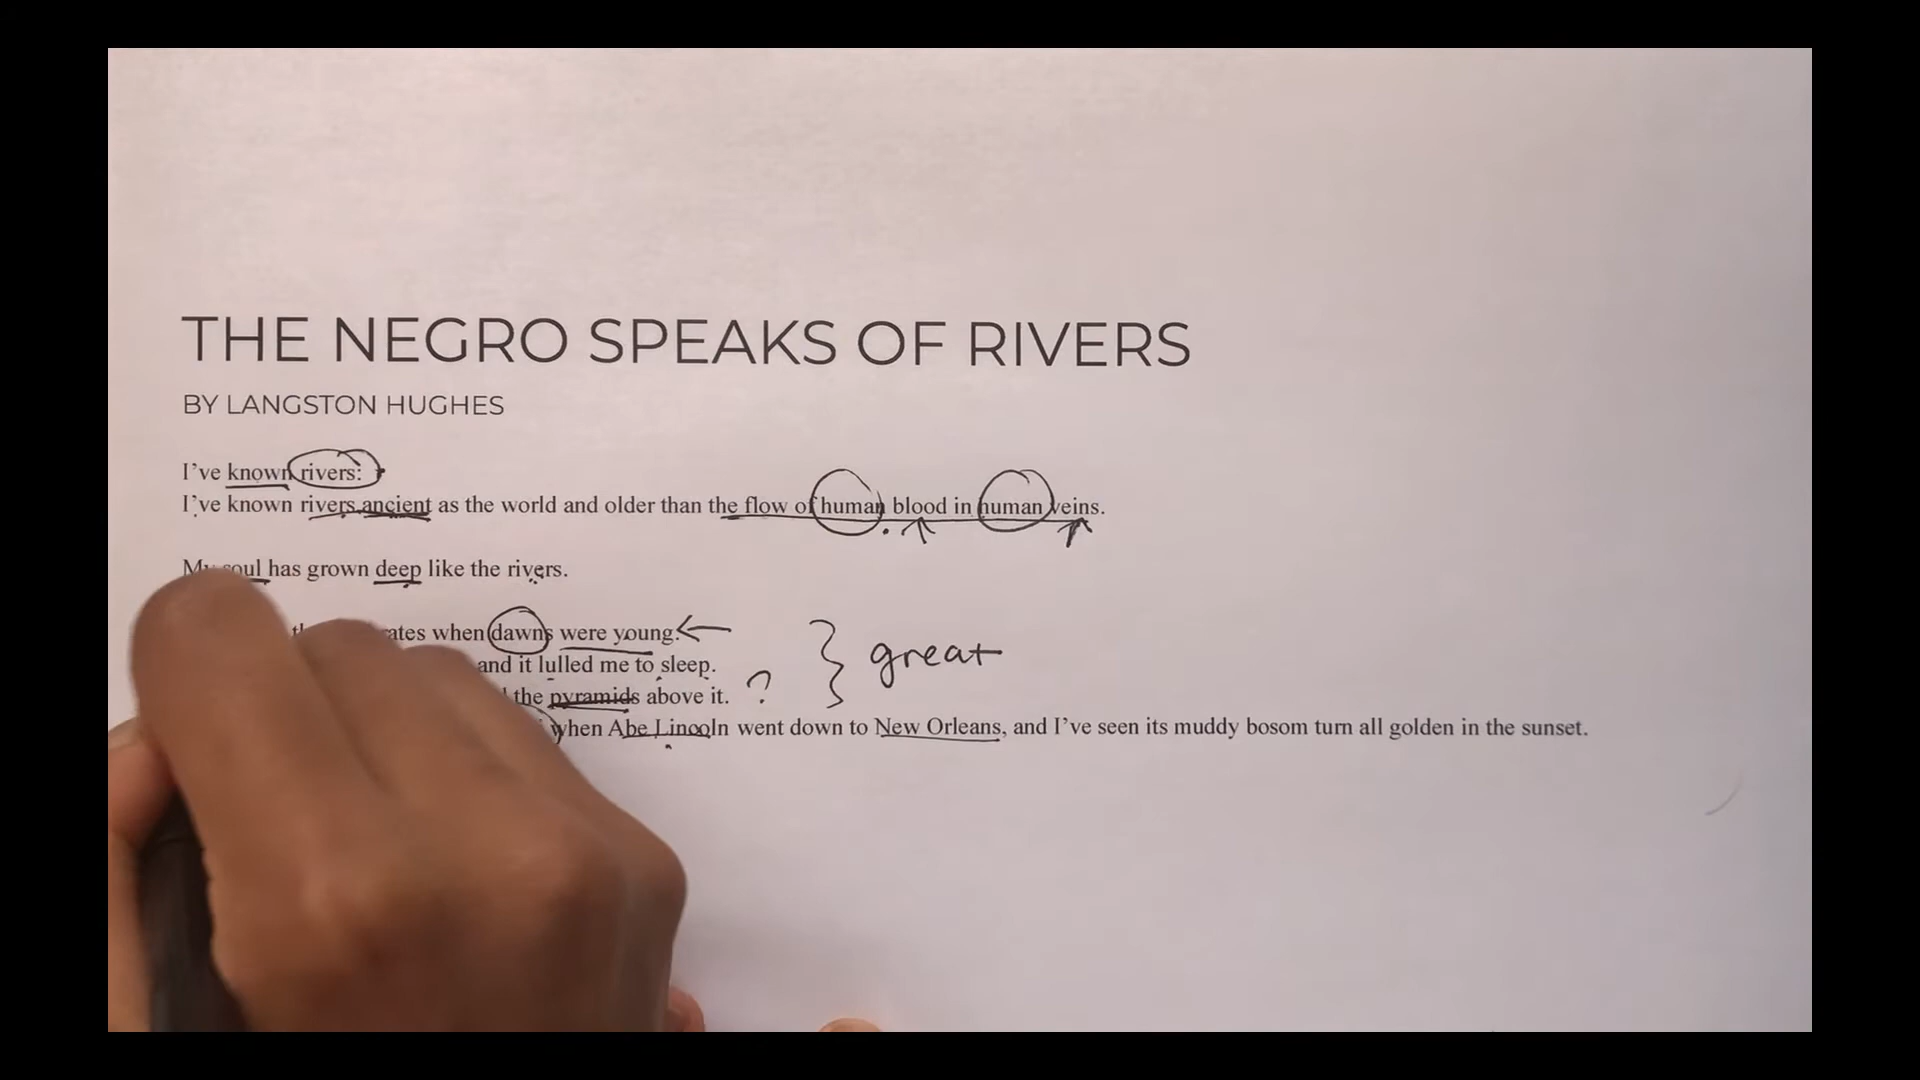 THE NEGRO SPEAKS OF RIVERS
BY LANGSTON HUGHES
I've known rivers:
I've known rivers ancient as the world and older than the flow of human blood in human veins.
My soul has grown deep like the rivers.
when dawns were young.
and it lulled me to sleep.
great
the pyramids above it. ?
when Abe Lincoln went down to New Orleans, and I've seen its muddy bosom turn all golden in the sunset.